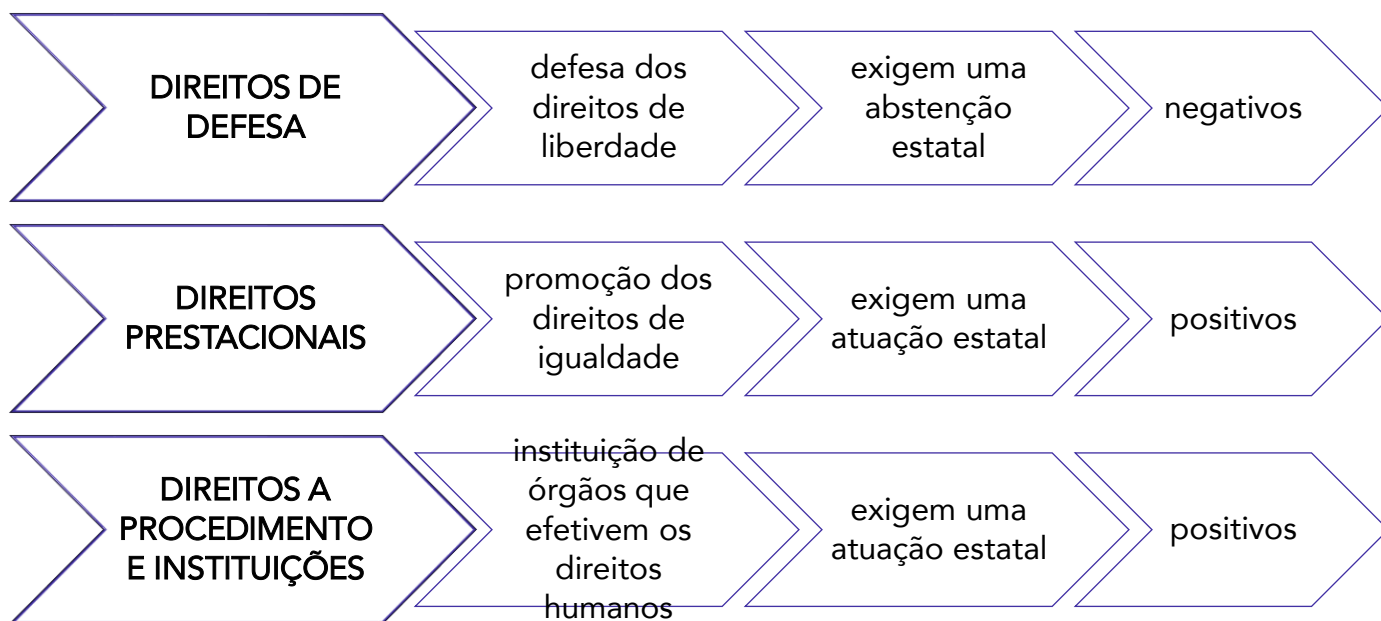 DIREITOS DE
DEFESA
defesa dos
direitos de
liberdade
exigem uma
abstenção
estatal
negativos
DIREITOS
PRESTACIONAIS
promoção dos
direitos de
igualdade
exigem uma
atuação estatal
positivos
DIREITOS A
PROCEDIMENTO
E INSTITUIÇÕES
instituição de
órgãos que
efetivem os
direitos
humanos
exigem uma
atuação estatal
positivos